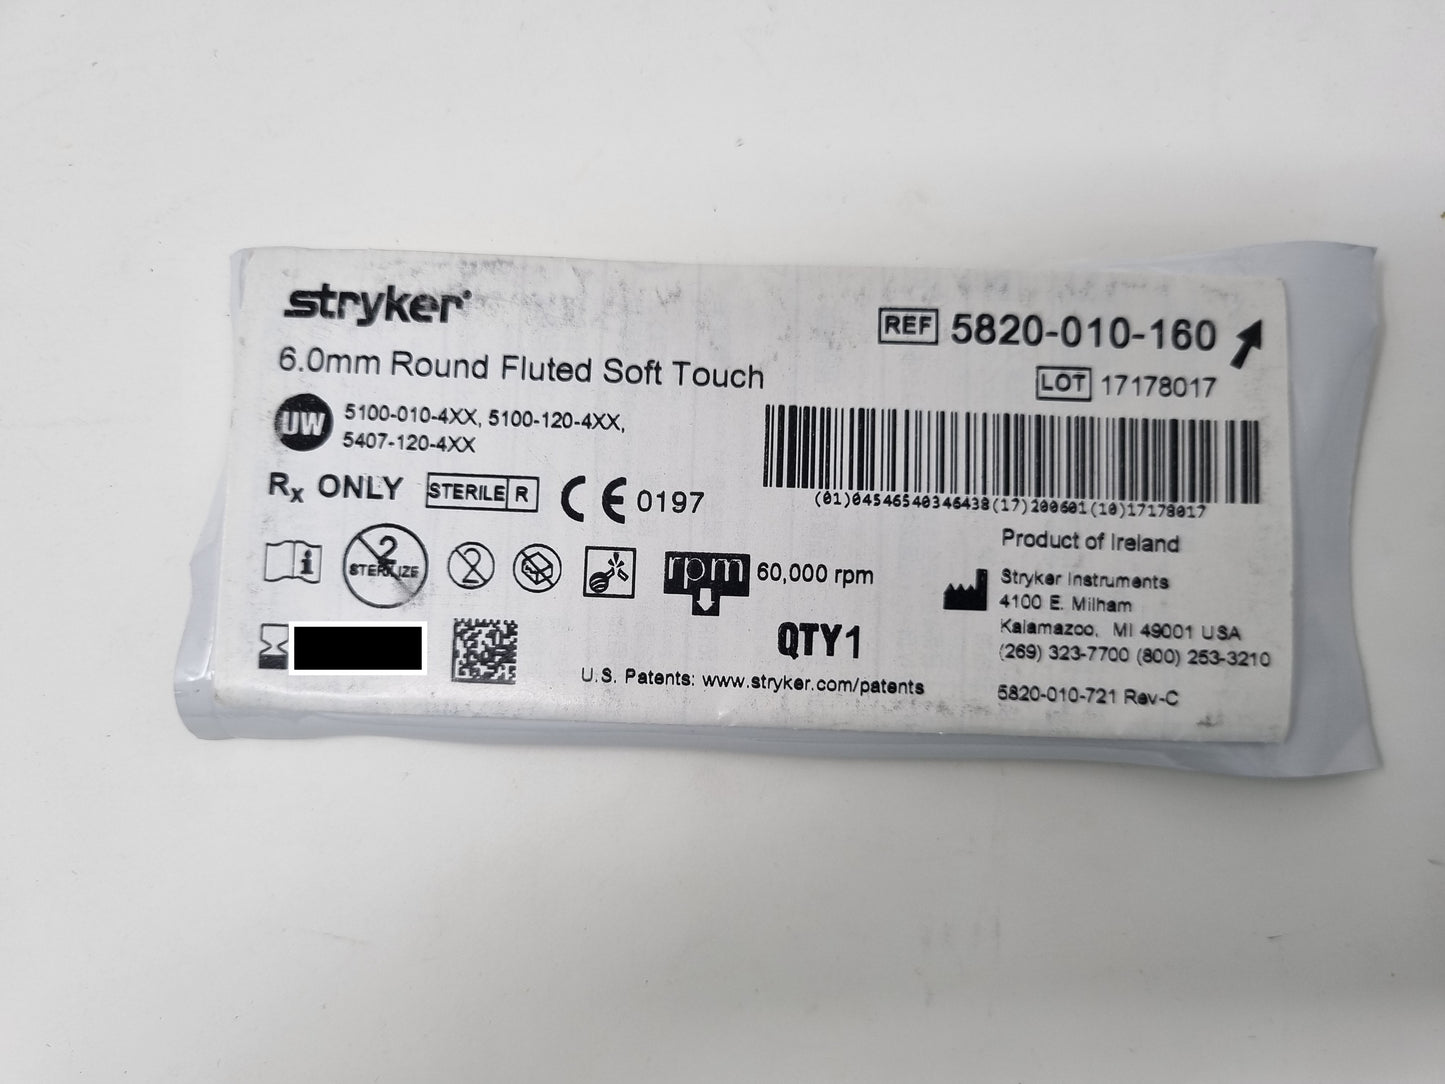 stryker®
6.0mm Round Fluted Soft Touch
UW 5100-010-4XX, 5100-120-4XX,
5407-120-4XX
Rx ONLY STERILE R CE 0197
i 2 STERILIZE 2 rpm 60,000 rpm
QTY1
U.S. Patents: www.stryker.com/patents
REF 5820-010-160
LOT 17178017
(01)04546540346438(17)200601(10)17178017
Product of Ireland
Stryker Instruments
4100 E. Milham
Kalamazoo, MI 49001 USA
(269) 323-7700 (800) 253-3210
5820-010-721 Rev-C